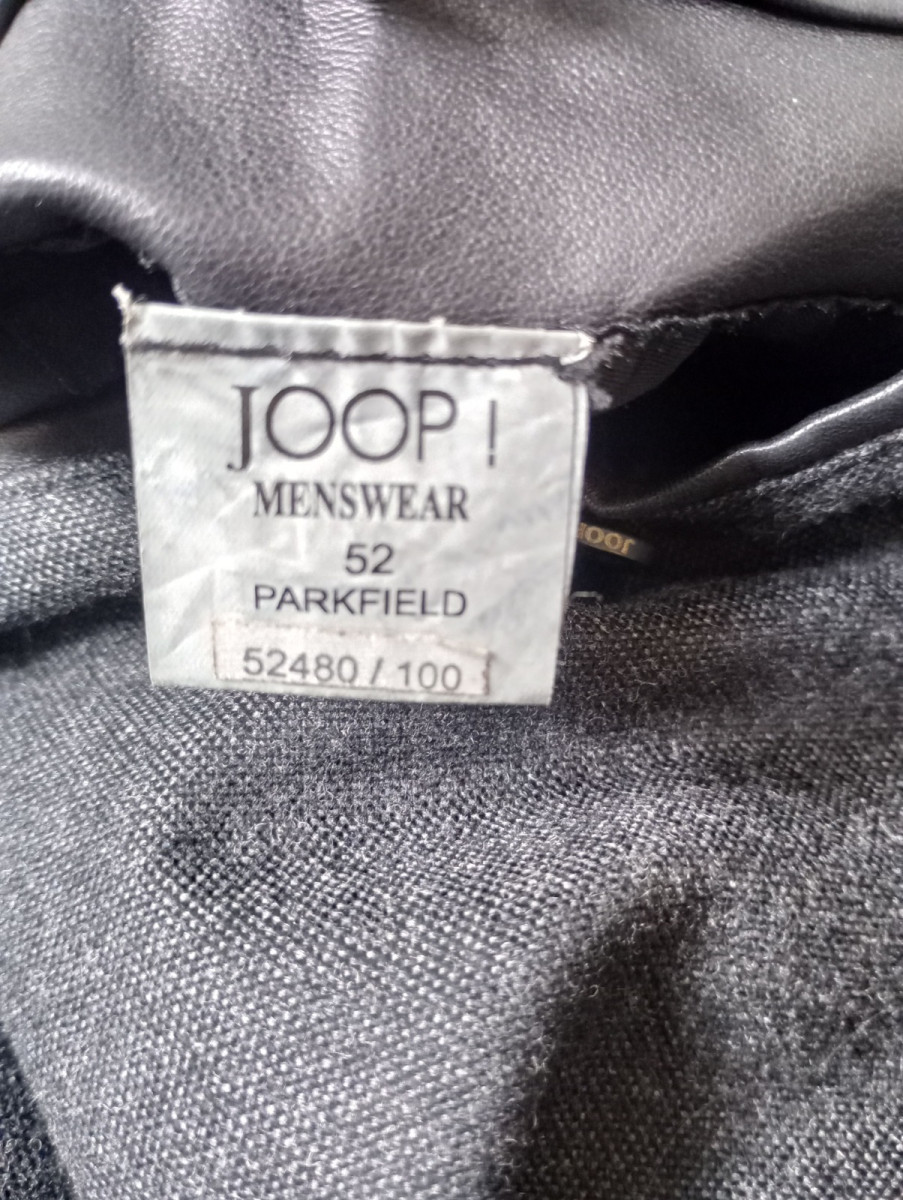 JOOP!
MENSWEAR
52
PARKFIELD
52480 / 100